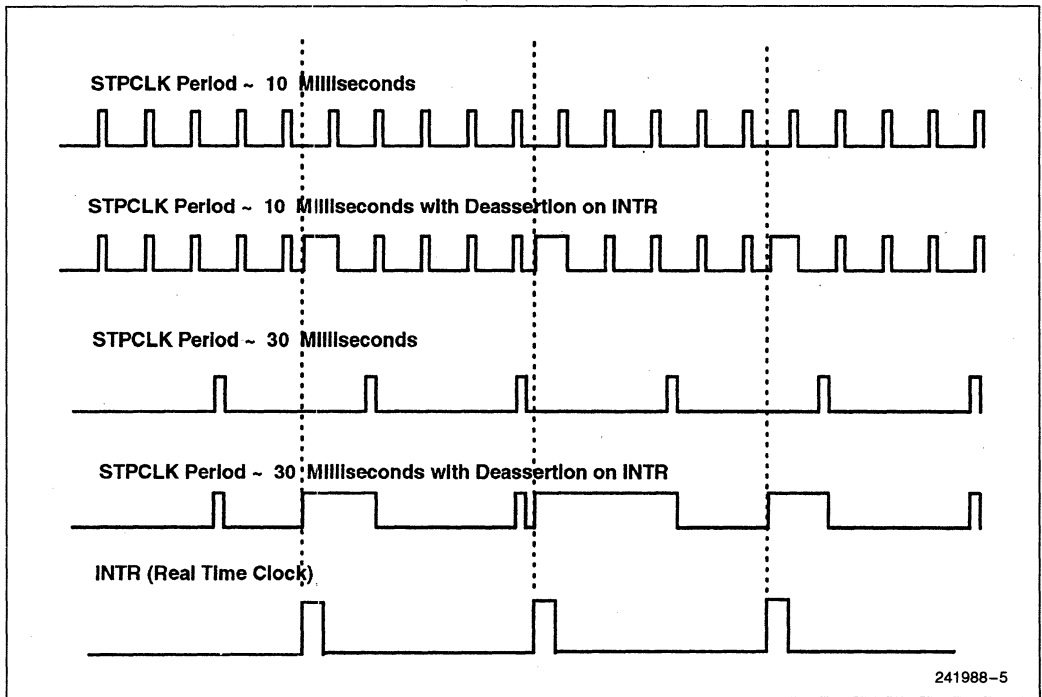 STPCLK Period ~ 10 Milliseconds
STPCLK Period ~ 10 Milliseconds with Deassertion on INTR
STPCLK Period ~ 30 Milliseconds
STPCLK Period ~ 30 Milliseconds with Deassertion on INTR
INTR (Real Time Clock)
241988-5